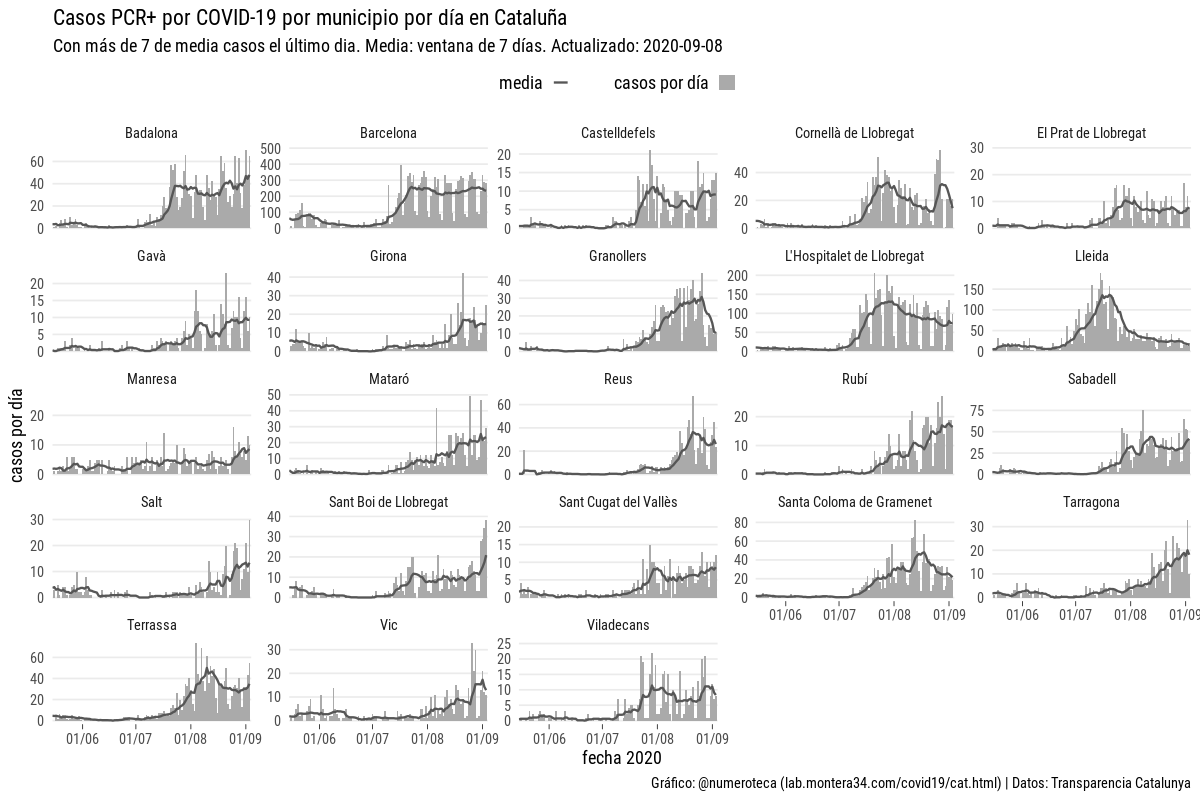 Casos PCR+ por COVID-19 por municipio por día en Cataluña
Con más de 7 de media casos el último dia. Media: ventana de 7 días. Actualizado: 2020-09-08
media casos por día
Badalona Barcelona Castelldefels Cornellà de Llobregat El Prat de Llobregat
60 500 20 40 30
40 400 15 20 20
20 300 10 0 10
0 200 5 0
100 0
0
Gavà Girona Granollers L'Hospitalet de Llobregat Lleida
20 40 40 200 150
15 30 30 150 100
10 20 20 100 50
5 10 10 50 0
0 0 0 0
Manresa Mataró Reus Rubí Sabadell
20 50 60 20 75
10 40 40 10 50
0 30 20 0 25
20 0 0
10
0
Salt Sant Boi de Llobregat Sant Cugat del Vallès Santa Coloma de Gramenet Tarragona
30 40 20 80 30
20 30 15 60 20
10 20 10 40 10
0 10 5 20 0
0 0 0
01/06 01/07 01/08 01/09 01/06 01/07 01/08 01/09
Terrassa Vic Viladecans
60 30 25
40 20 20
20 10 15
0 0 10
5
0
01/06 01/07 01/08 01/09 01/06 01/07 01/08 01/09 01/06 01/07 01/08 01/09
casos por día
fecha 2020
Gráfico: @numeroteca (lab.montera34.com/covid19/cat.html) | Datos: Transparencia Catalunya